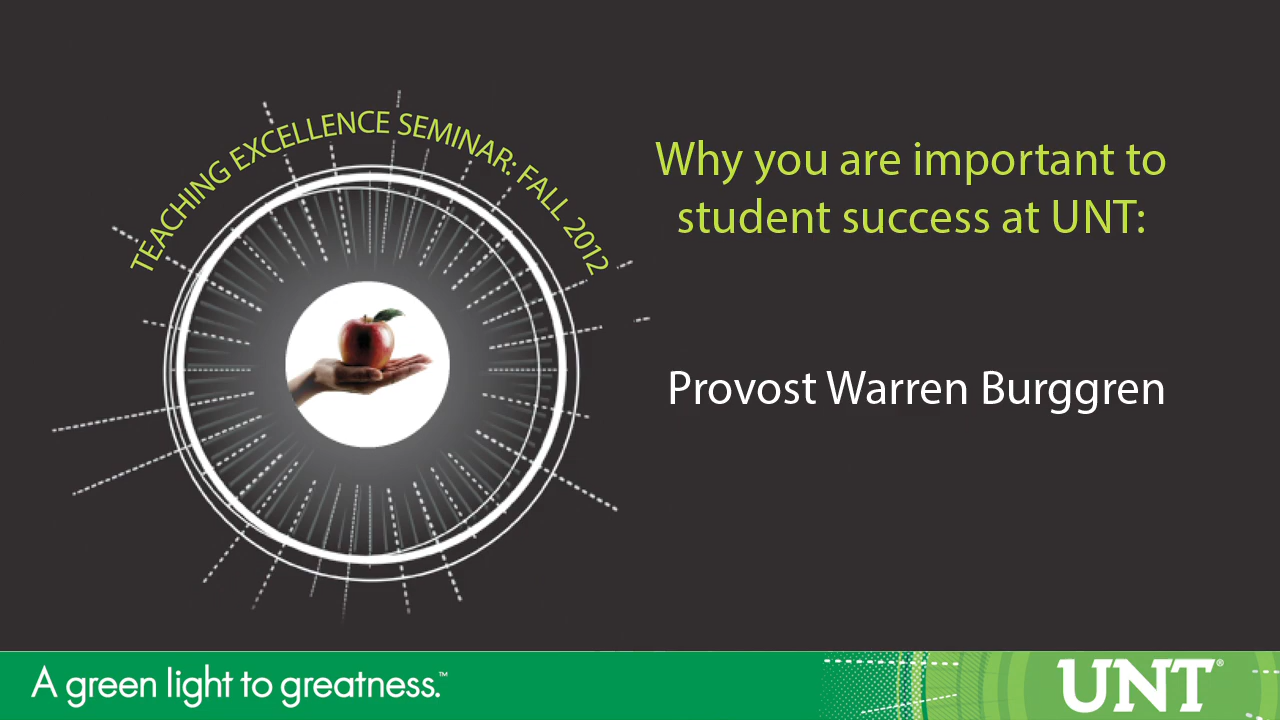 TEACHING EXCELLENCE SEMINAR: FALL 2012
Why you are important to
student success at UNT:
Provost Warren Burggren
A green light to greatness.™
UNT®